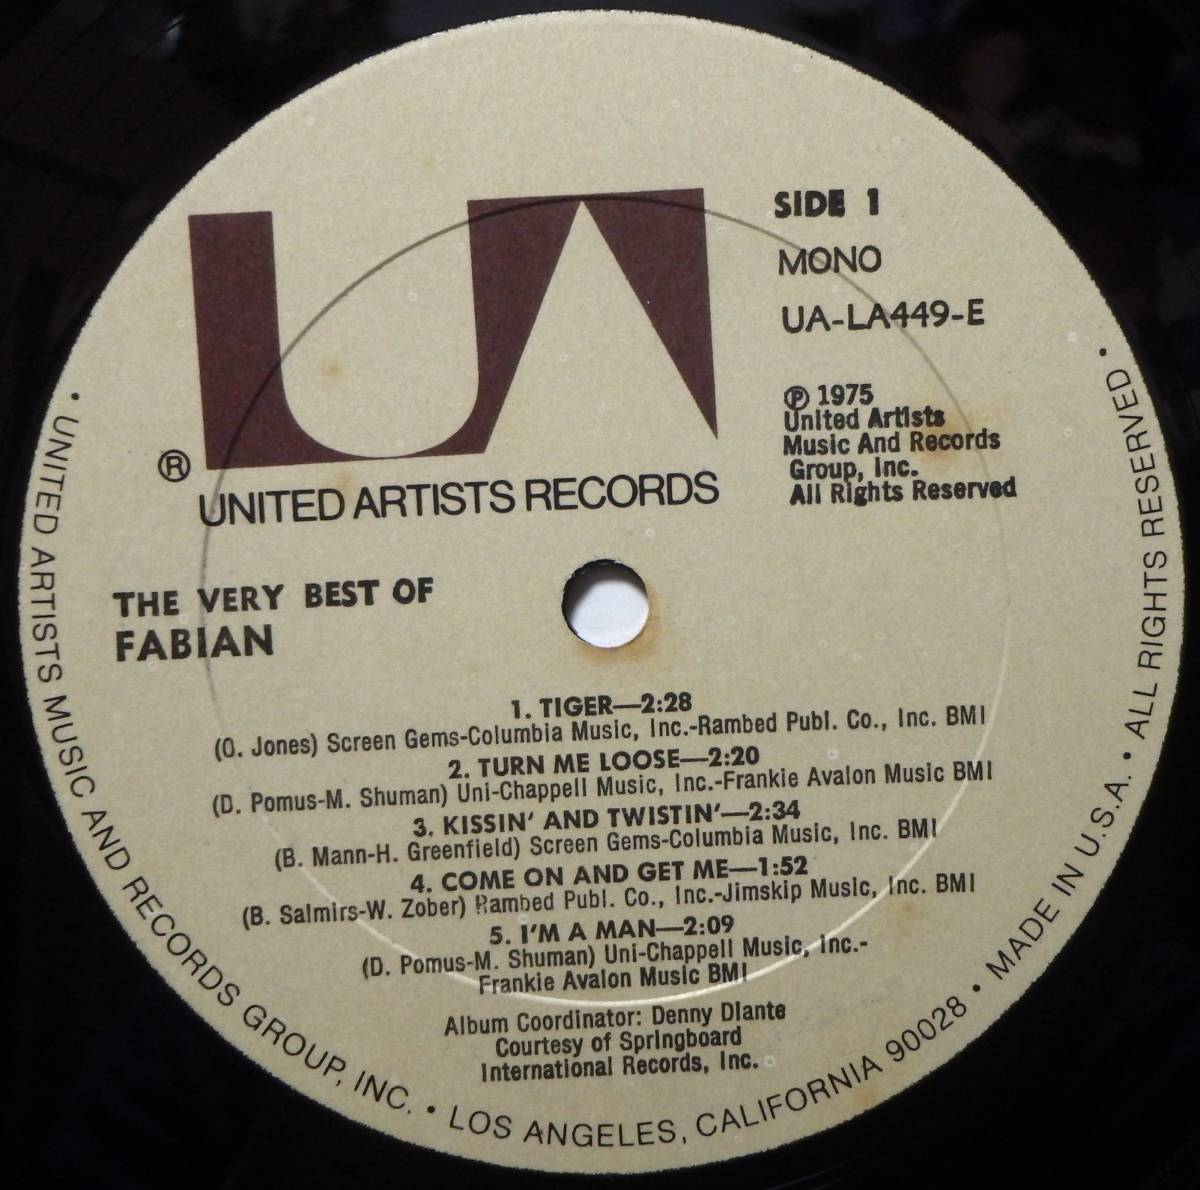 UA
®
UNITED ARTISTS RECORDS
SIDE 1
MONO
UA-LA449-E
℗ 1975
United Artists
Music And Records
Group, Inc.
All Rights Reserved
THE VERY BEST OF
FABIAN
1. TIGER—2:28
(O. Jones) Screen Gems-Columbia Music, Inc.-Rambed Publ. Co., Inc. BMI
2. TURN ME LOOSE—2:20
(D. Pomus-M. Shuman) Uni-Chappell Music, Inc.-Frankie Avalon Music BMI
3. KISSIN' AND TWISTIN'—2:34
(B. Mann-H. Greenfield) Screen Gems-Columbia Music, Inc. BMI
4. COME ON AND GET ME—1:52
(B. Salmirs-W. Zober) Rambed Publ. Co., Inc.-Jimskip Music, Inc. BMI
5. I'M A MAN—2:09
(D. Pomus-M. Shuman) Uni-Chappell Music, Inc.-
Frankie Avalon Music BMI
Album Coordinator: Denny Diante
Courtesy of Springboard
International Records, Inc.
• UNITED ARTISTS MUSIC AND RECORDS GROUP, INC. • LOS ANGELES, CALIFORNIA 90028 • MADE IN U.S.A. • ALL RIGHTS RESERVED •